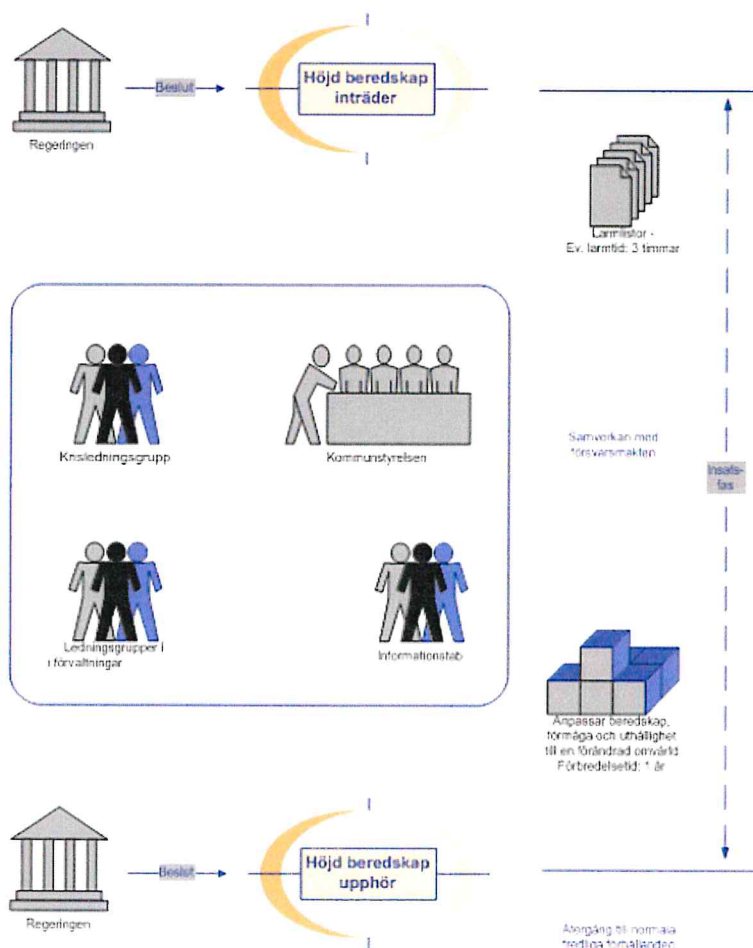 Beslut
Höjd beredskap
inträder
Regeringen
Larmlistor -
Ev. larmtid: 3 timmar
Krisledningsgrupp
Kommunstyrelsen
Samverkan med
försvarsmakten
Insats-
fas
Ledningsgrupper i
i förvaltningar
Informationstab
Anpassar beredskap,
förmåga och uthållighet
till en förändrad omvärld
Förbredelsetid: 1 år
Beslut
Höjd beredskap
upphör
Regeringen
Återgång till normala
fredliga förhållanden